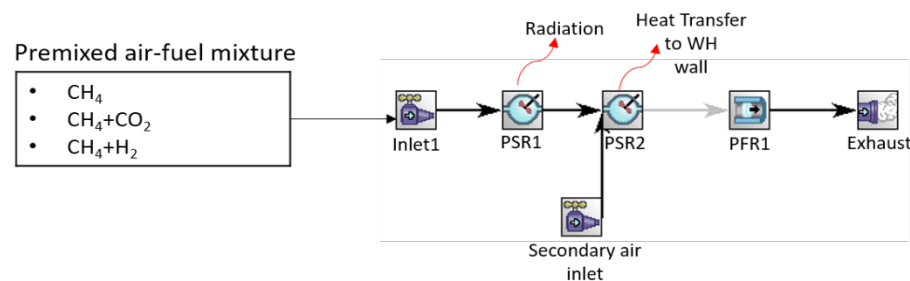 Premixed air-fuel mixture
• CH₄
• CH₄+CO₂
• CH₄+H₂
Radiation
Heat Transfer
to WH
wall
Inlet1
PSR1
PSR2
PFR1
Exhaust
Secondary air
inlet